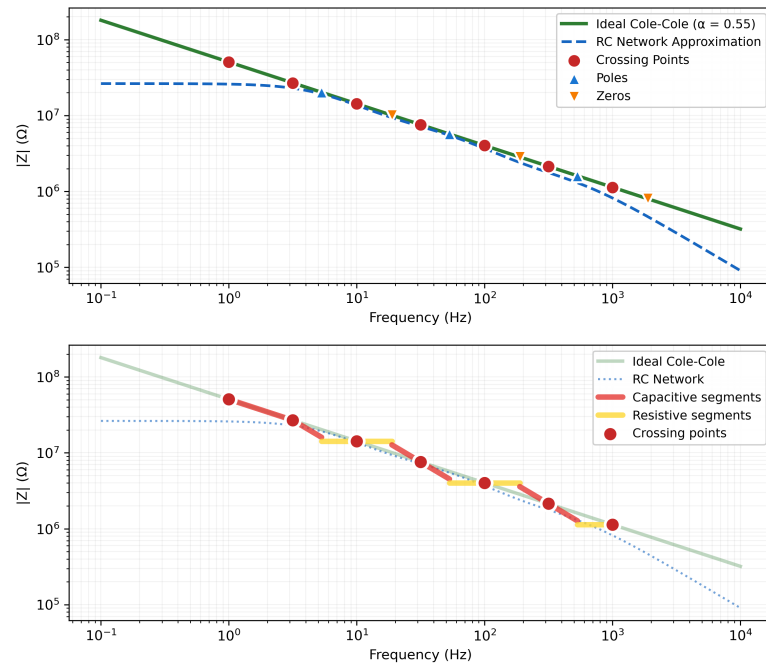 Ideal Cole-Cole (α = 0.55)
RC Network Approximation
Crossing Points
Poles
Zeros
|Z| (Ω)
10⁸
10⁷
10⁶
10⁵
10⁻¹ 10⁰ 10¹ 10² 10³ 10⁴
Frequency (Hz)
Ideal Cole-Cole
RC Network
Capacitive segments
Resistive segments
Crossing points
|Z| (Ω)
10⁸
10⁷
10⁶
10⁵
10⁻¹ 10⁰ 10¹ 10² 10³ 10⁴
Frequency (Hz)